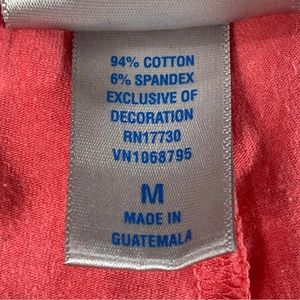 94% COTTON
6% SPANDEX
EXCLUSIVE OF
DECORATION
RN17730
VN1068795
M
MADE IN
GUATEMALA